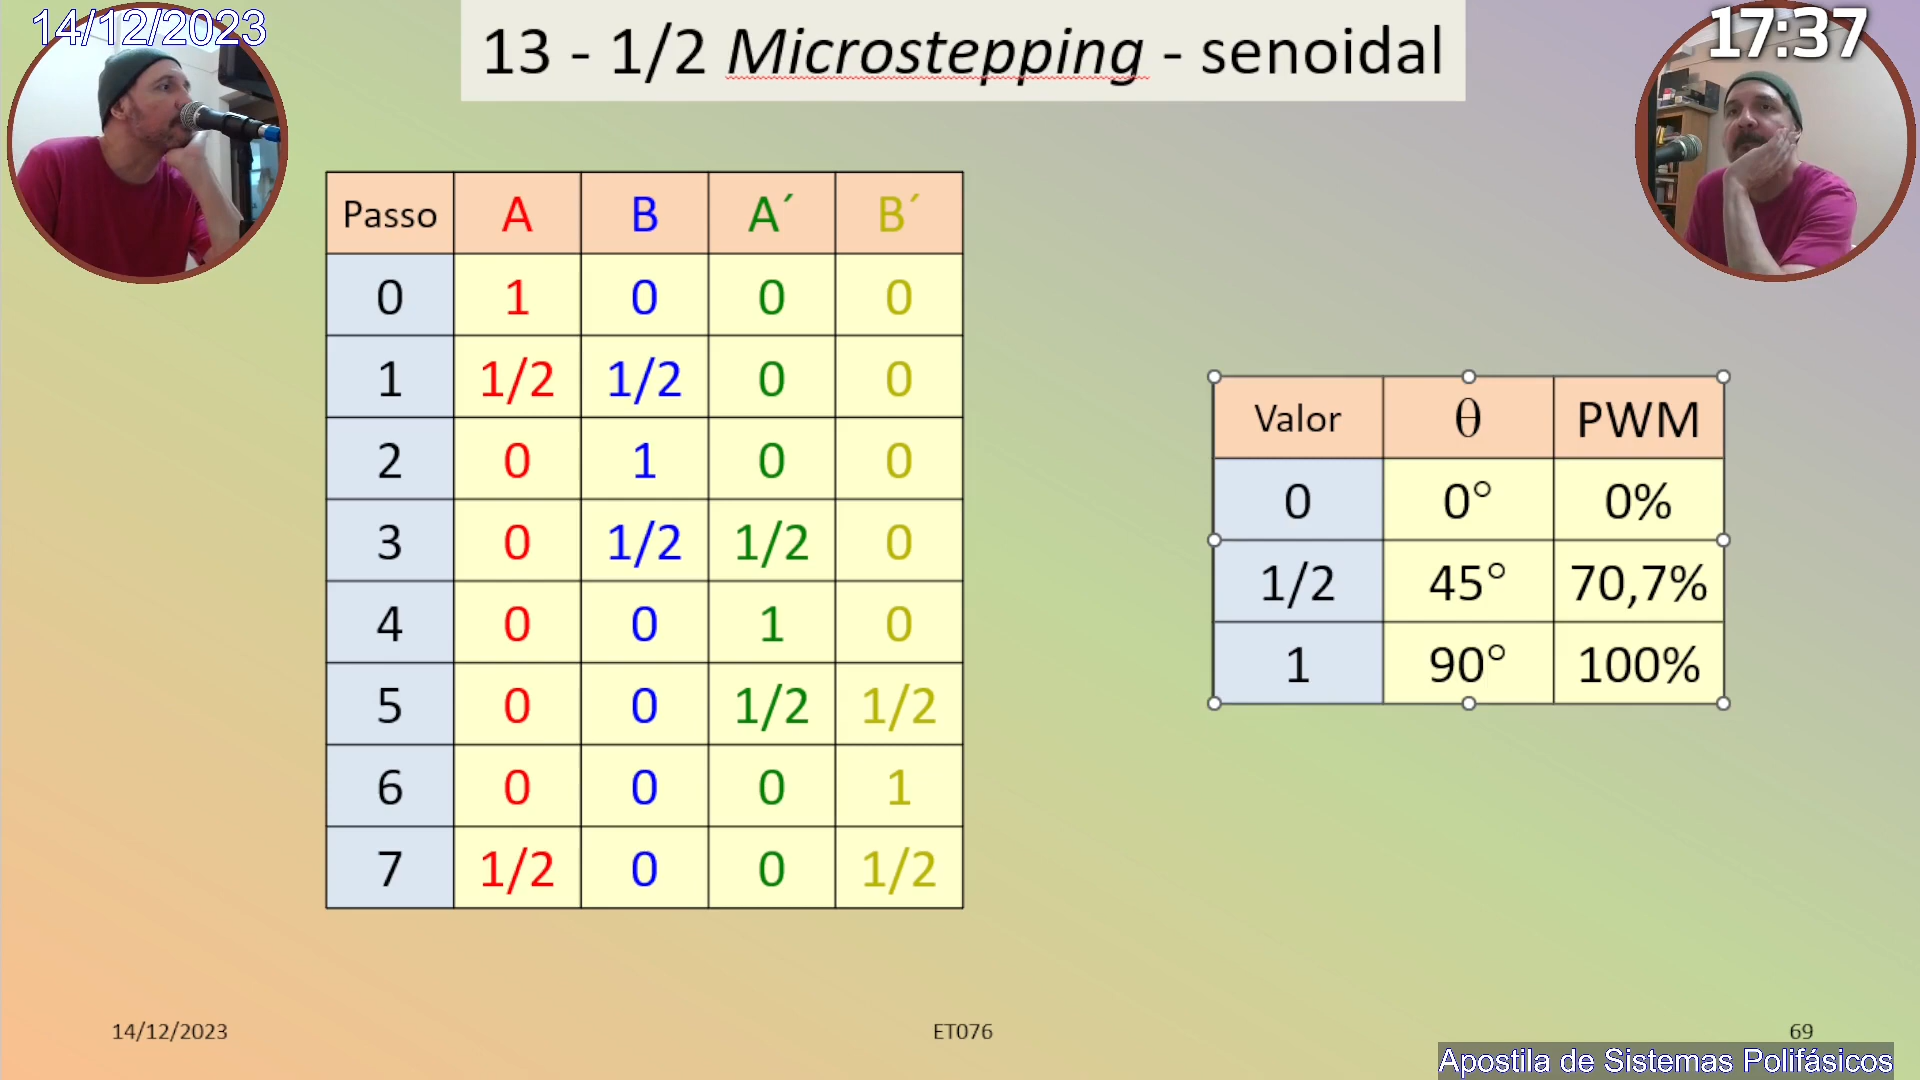 14/12/2023
13 - 1/2 Microstepping - senoidal
17:37
Passo A B A´ B´
0 1 0 0 0
1 1/2 1/2 0 0
2 0 1 0 0
3 0 1/2 1/2 0
4 0 0 1 0
5 0 0 1/2 1/2
6 0 0 0 1
7 1/2 0 0 1/2
Valor θ PWM
0 0° 0%
1/2 45° 70,7%
1 90° 100%
14/12/2023
ET076
69
Apostila de Sistemas Polifásicos